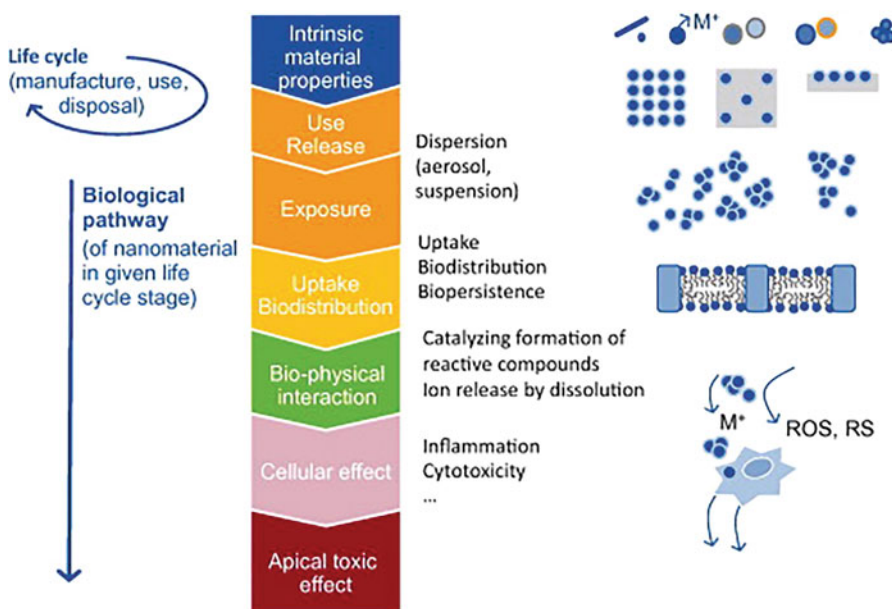 Life cycle
(manufacture, use,
disposal)
Biological
pathway
(of nanomaterial
in given life
cycle stage)
Intrinsic
material
properties
Use
Release
Exposure
Uptake
Biodistribution
Bio-physical
interaction
Cellular effect
Apical toxic
effect
Dispersion
(aerosol,
suspension)
Uptake
Biodistribution
Biopersistence
Catalyzing formation of
reactive compounds
Ion release by dissolution
Inflammation
Cytotoxicity
...
M⁺
M⁺
ROS, RS